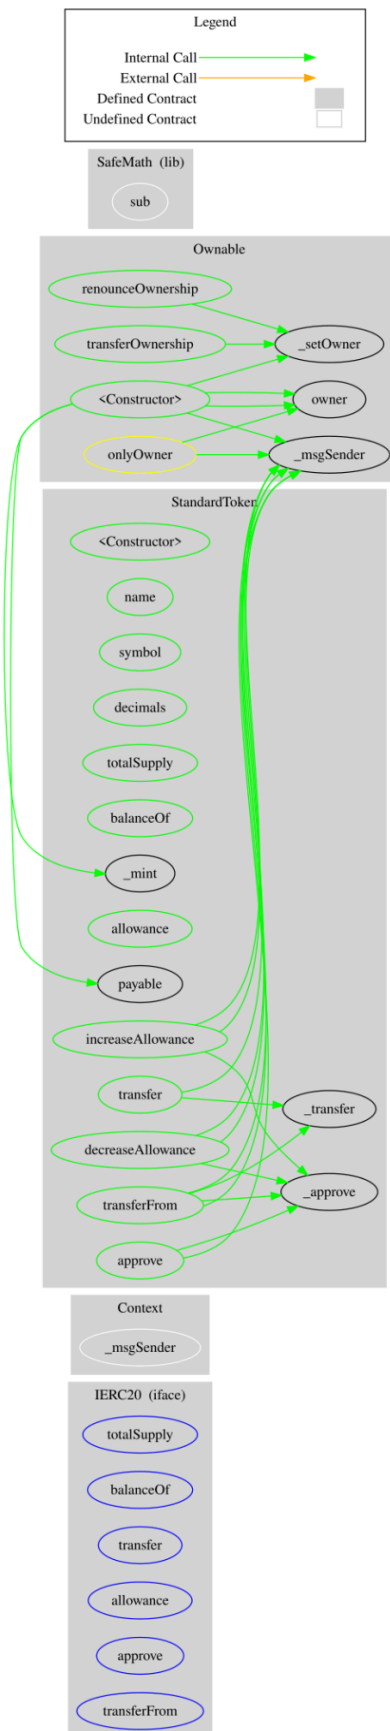 Legend
Internal Call
External Call
Defined Contract
Undefined Contract
SafeMath (lib)
sub
Ownable
renounceOwnership
transferOwnership
_setOwner
<Constructor>
owner
onlyOwner
_msgSender
StandardToken
<Constructor>
name
symbol
decimals
totalSupply
balanceOf
_mint
allowance
payable
increaseAllowance
transfer
_transfer
decreaseAllowance
_approve
transferFrom
approve
Context
_msgSender
IERC20 (iface)
totalSupply
balanceOf
transfer
allowance
approve
transferFrom